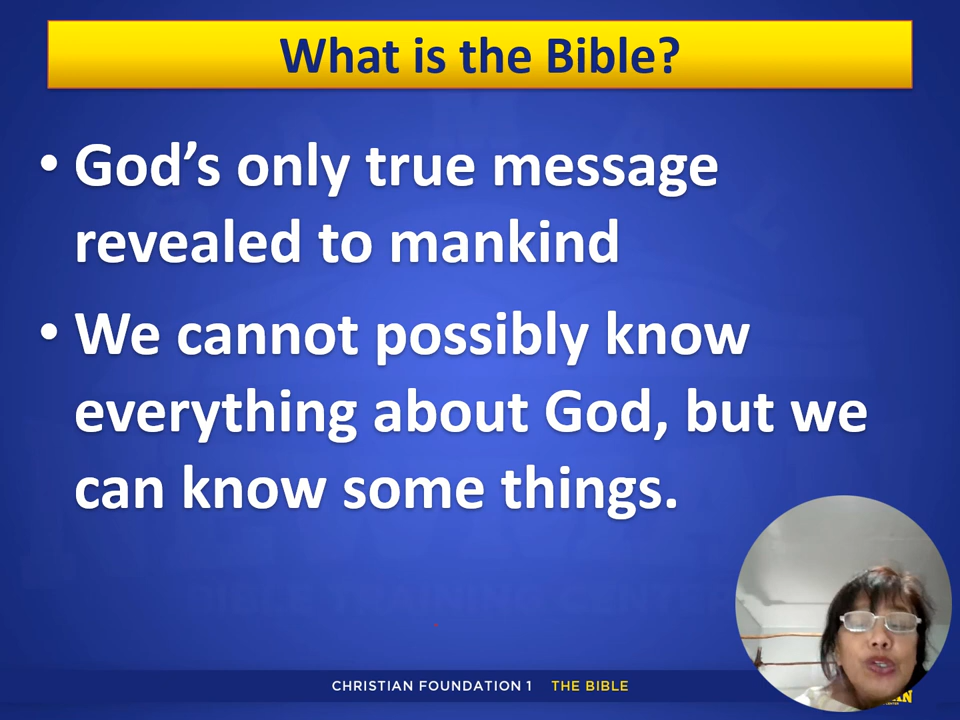 What is the Bible?
• God’s only true message
revealed to mankind
• We cannot possibly know
everything about God, but we
can know some things.
CHRISTIAN FOUNDATION 1 THE BIBLE